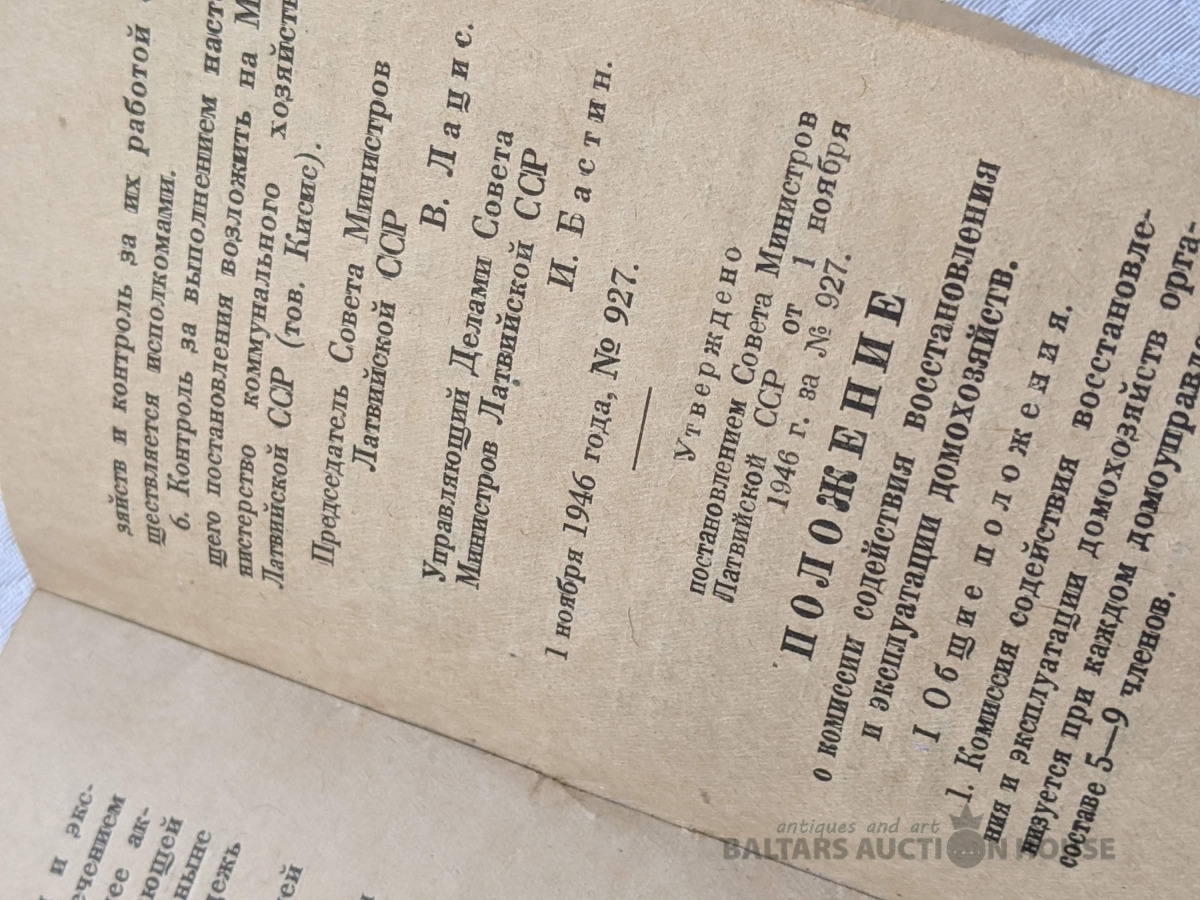 и экс-
ечением
ее ак-
ющей
ныне
дежь
ей
зяйств и контроль за их работой
ществляется исполкомами.
6. Контроль за выполнением наст
щего постановления возложить на М
нистерство коммунального хозяйств
Латвийской ССР (тов. Кисис).
Председатель Совета Министров
Латвийской ССР
В. Лацис.
Управляющий Делами Совета
Министров Латвийской ССР
И. Бастин.
1 ноября 1946 года, № 927.
Утверждено
постановлением Совета Министров
Латвийской ССР от 1 ноября
1946 г. за № 927.
ПОЛОЖЕНИЕ
о комиссии содействия восстановления
и эксплуатации домохозяйств.
I Общие положения.
1. Комиссия содействия восстановле-
ния и эксплуатации домохозяйств орга-
низуется при каждом домоуправле
составе 5—9 членов.
antiques and art
BALTARS AUCTION HOUSE